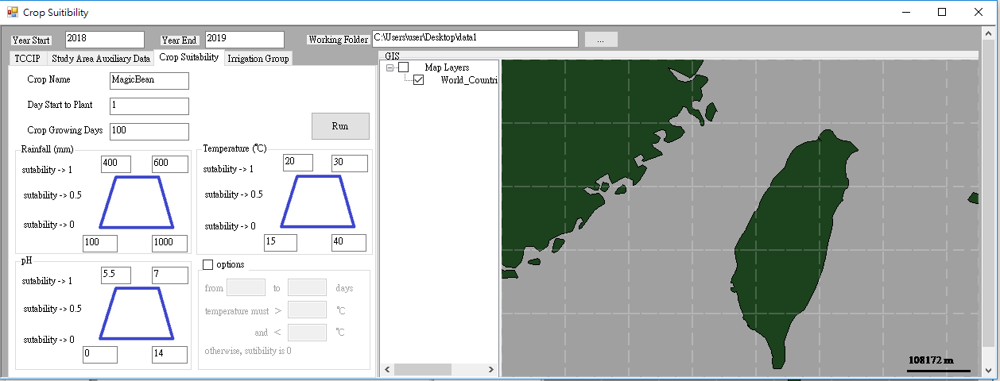 Crop Suitibility
Year Start 2018 Year End 2019 Working Folder C:\Users\user\Desktop\data1 ...
TCCIP Study Area Auxiliary Data Crop Suitability Irrigation Group
GIS
Map Layers
World_Countri
Crop Name MagicBean
Day Start to Plant 1
Crop Growing Days 100
Run
Rainfall (mm)
400 600
sutability -> 1
sutability -> 0.5
sutability -> 0
100 1000
Temperature (℃)
20 30
sutability -> 1
sutability -> 0.5
sutability -> 0
15 40
pH
5.5 7
sutability -> 1
sutability -> 0.5
sutability -> 0
0 14
options
from to days
temperature must > ℃
and < ℃
otherwise, sutibility is 0
108172 m